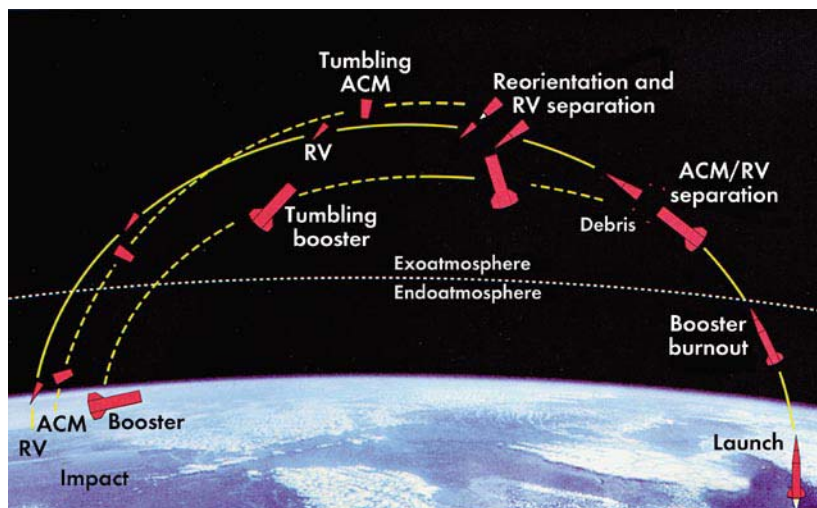 Tumbling
ACM
Reorientation and
RV separation
RV
ACM/RV
separation
Tumbling
booster
Debris
Exoatmosphere
Endoatmosphere
Booster
burnout
ACM
RV
Booster
Launch
Impact